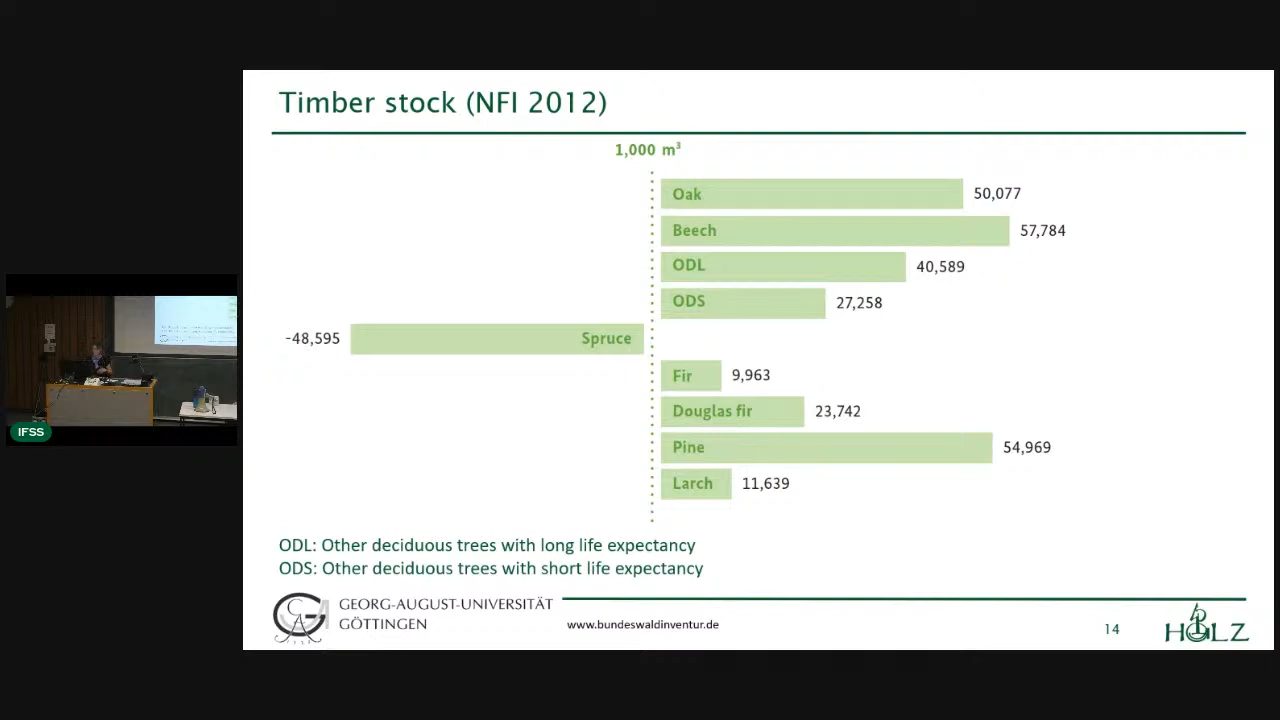 Timber stock (NFI 2012)
1,000 m³
Oak 50,077
Beech 57,784
ODL 40,589
ODS 27,258
-48,595 Spruce
Fir 9,963
Douglas fir 23,742
Pine 54,969
Larch 11,639
IFSS
ODL: Other deciduous trees with long life expectancy
ODS: Other deciduous trees with short life expectancy
GEORG-AUGUST-UNIVERSITÄT
GÖTTINGEN
www.bundeswaldinventur.de
14
HOLZ